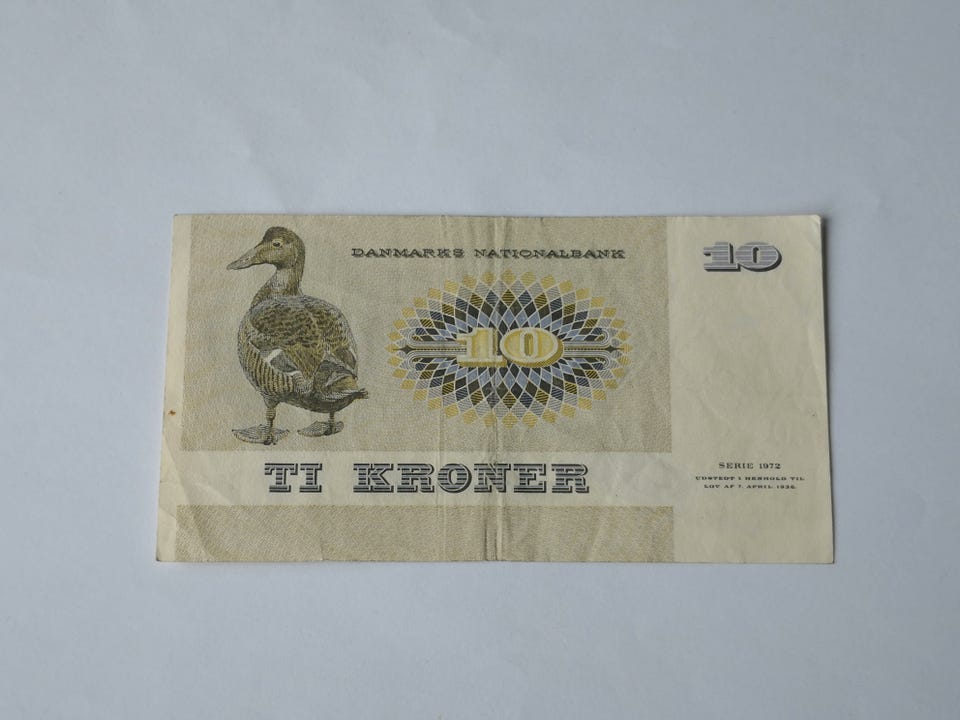 DANMARKS NATIONALBANK
10
10
TI KRONER
SERIE 1972
UDSTEDT I HENHOLD TIL
LOV AF 7. APRIL 1936.